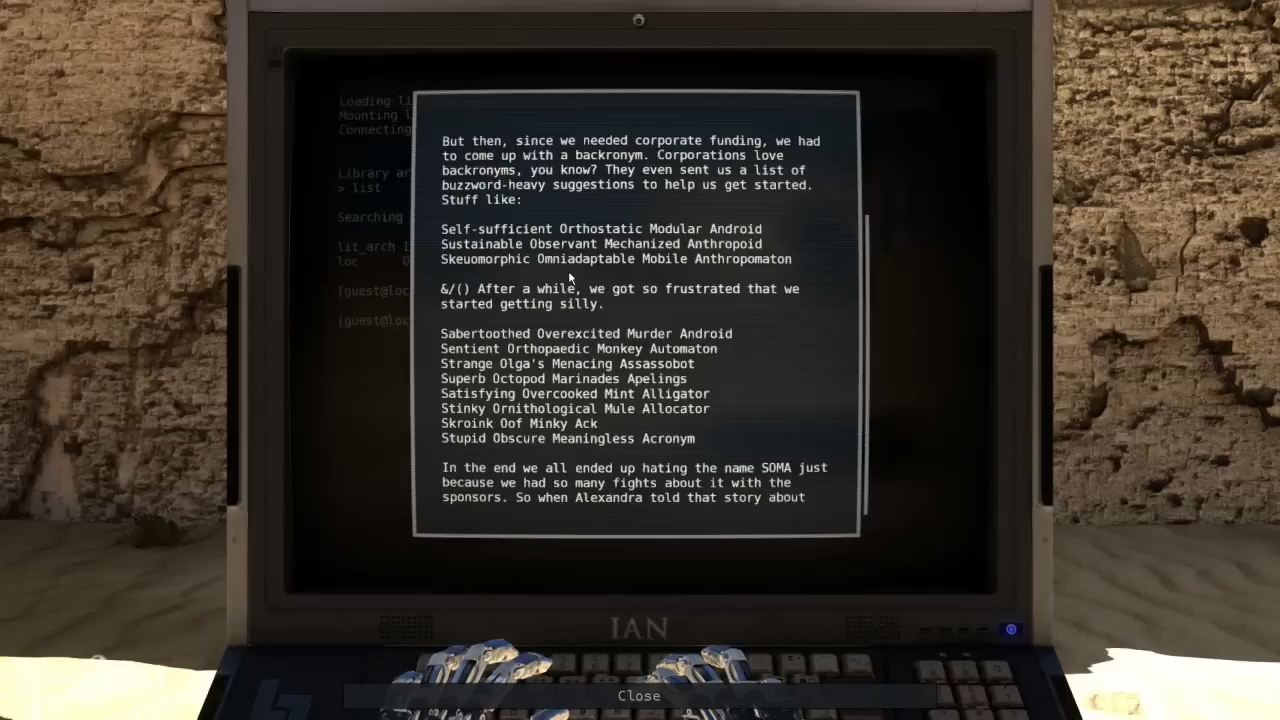 Loading li
Mounting l
Connecting
Library ar
> list
Searching
lit_arch l
loc
[guest@loc
[guest@loc
But then, since we needed corporate funding, we had
to come up with a backronym. Corporations love
backronyms, you know? They even sent us a list of
buzzword-heavy suggestions to help us get started.
Stuff like:
Self-sufficient Orthostatic Modular Android
Sustainable Observant Mechanized Anthropoid
Skeuomorphic Omniadaptable Mobile Anthropomaton
&/() After a while, we got so frustrated that we
started getting silly.
Sabertoothed Overexcited Murder Android
Sentient Orthopaedic Monkey Automaton
Strange Olga's Menacing Assassobot
Superb Octopod Marinades Apelings
Satisfying Overcooked Mint Alligator
Stinky Ornithological Mule Allocator
Skroink Oof Minky Ack
Stupid Obscure Meaningless Acronym
In the end we all ended up hating the name SOMA just
because we had so many fights about it with the
sponsors. So when Alexandra told that story about
IAN
Close